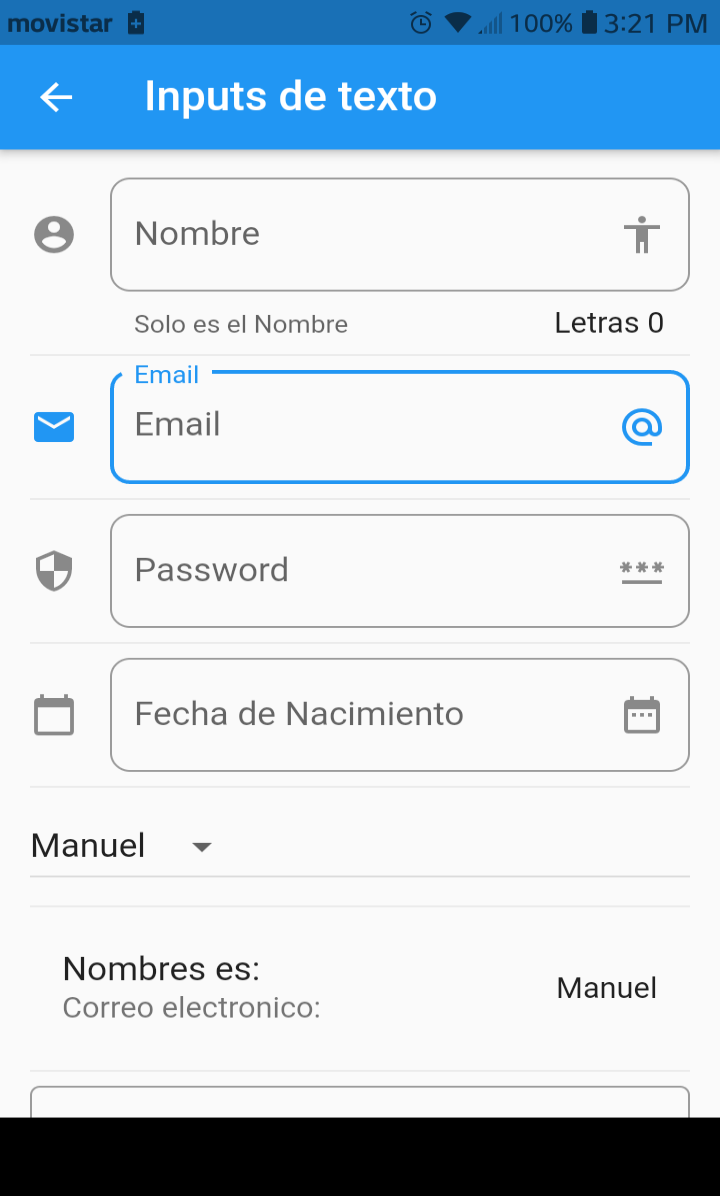 movistar 100% 3:21 PM
Inputs de texto
Nombre
Solo es el Nombre Letras 0
Email
Email
Password
***
Fecha de Nacimiento
Manuel
Nombres es:
Correo electronico:
Manuel